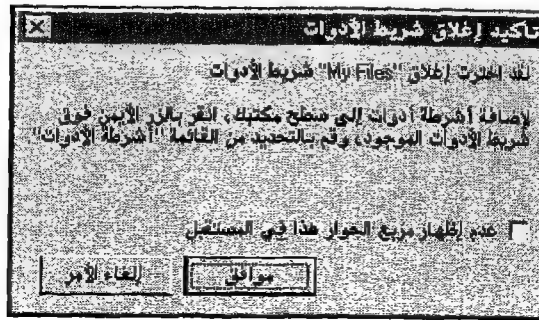 تأكيد إغلاق شريط الأدوات
لقد اخترت إغلاق "My Files" شريط الأدوات
لإضافة أشرطة أدوات إلى سطح مكتبك، انقر بالزر الأيمن فوق
شريط الأدوات الموجود، وقم بالتحديد من القائمة "أشرطة الأدوات".
عدم إظهار مربع الحوار هذا في المستقبل
موافق
إلغاء الأمر